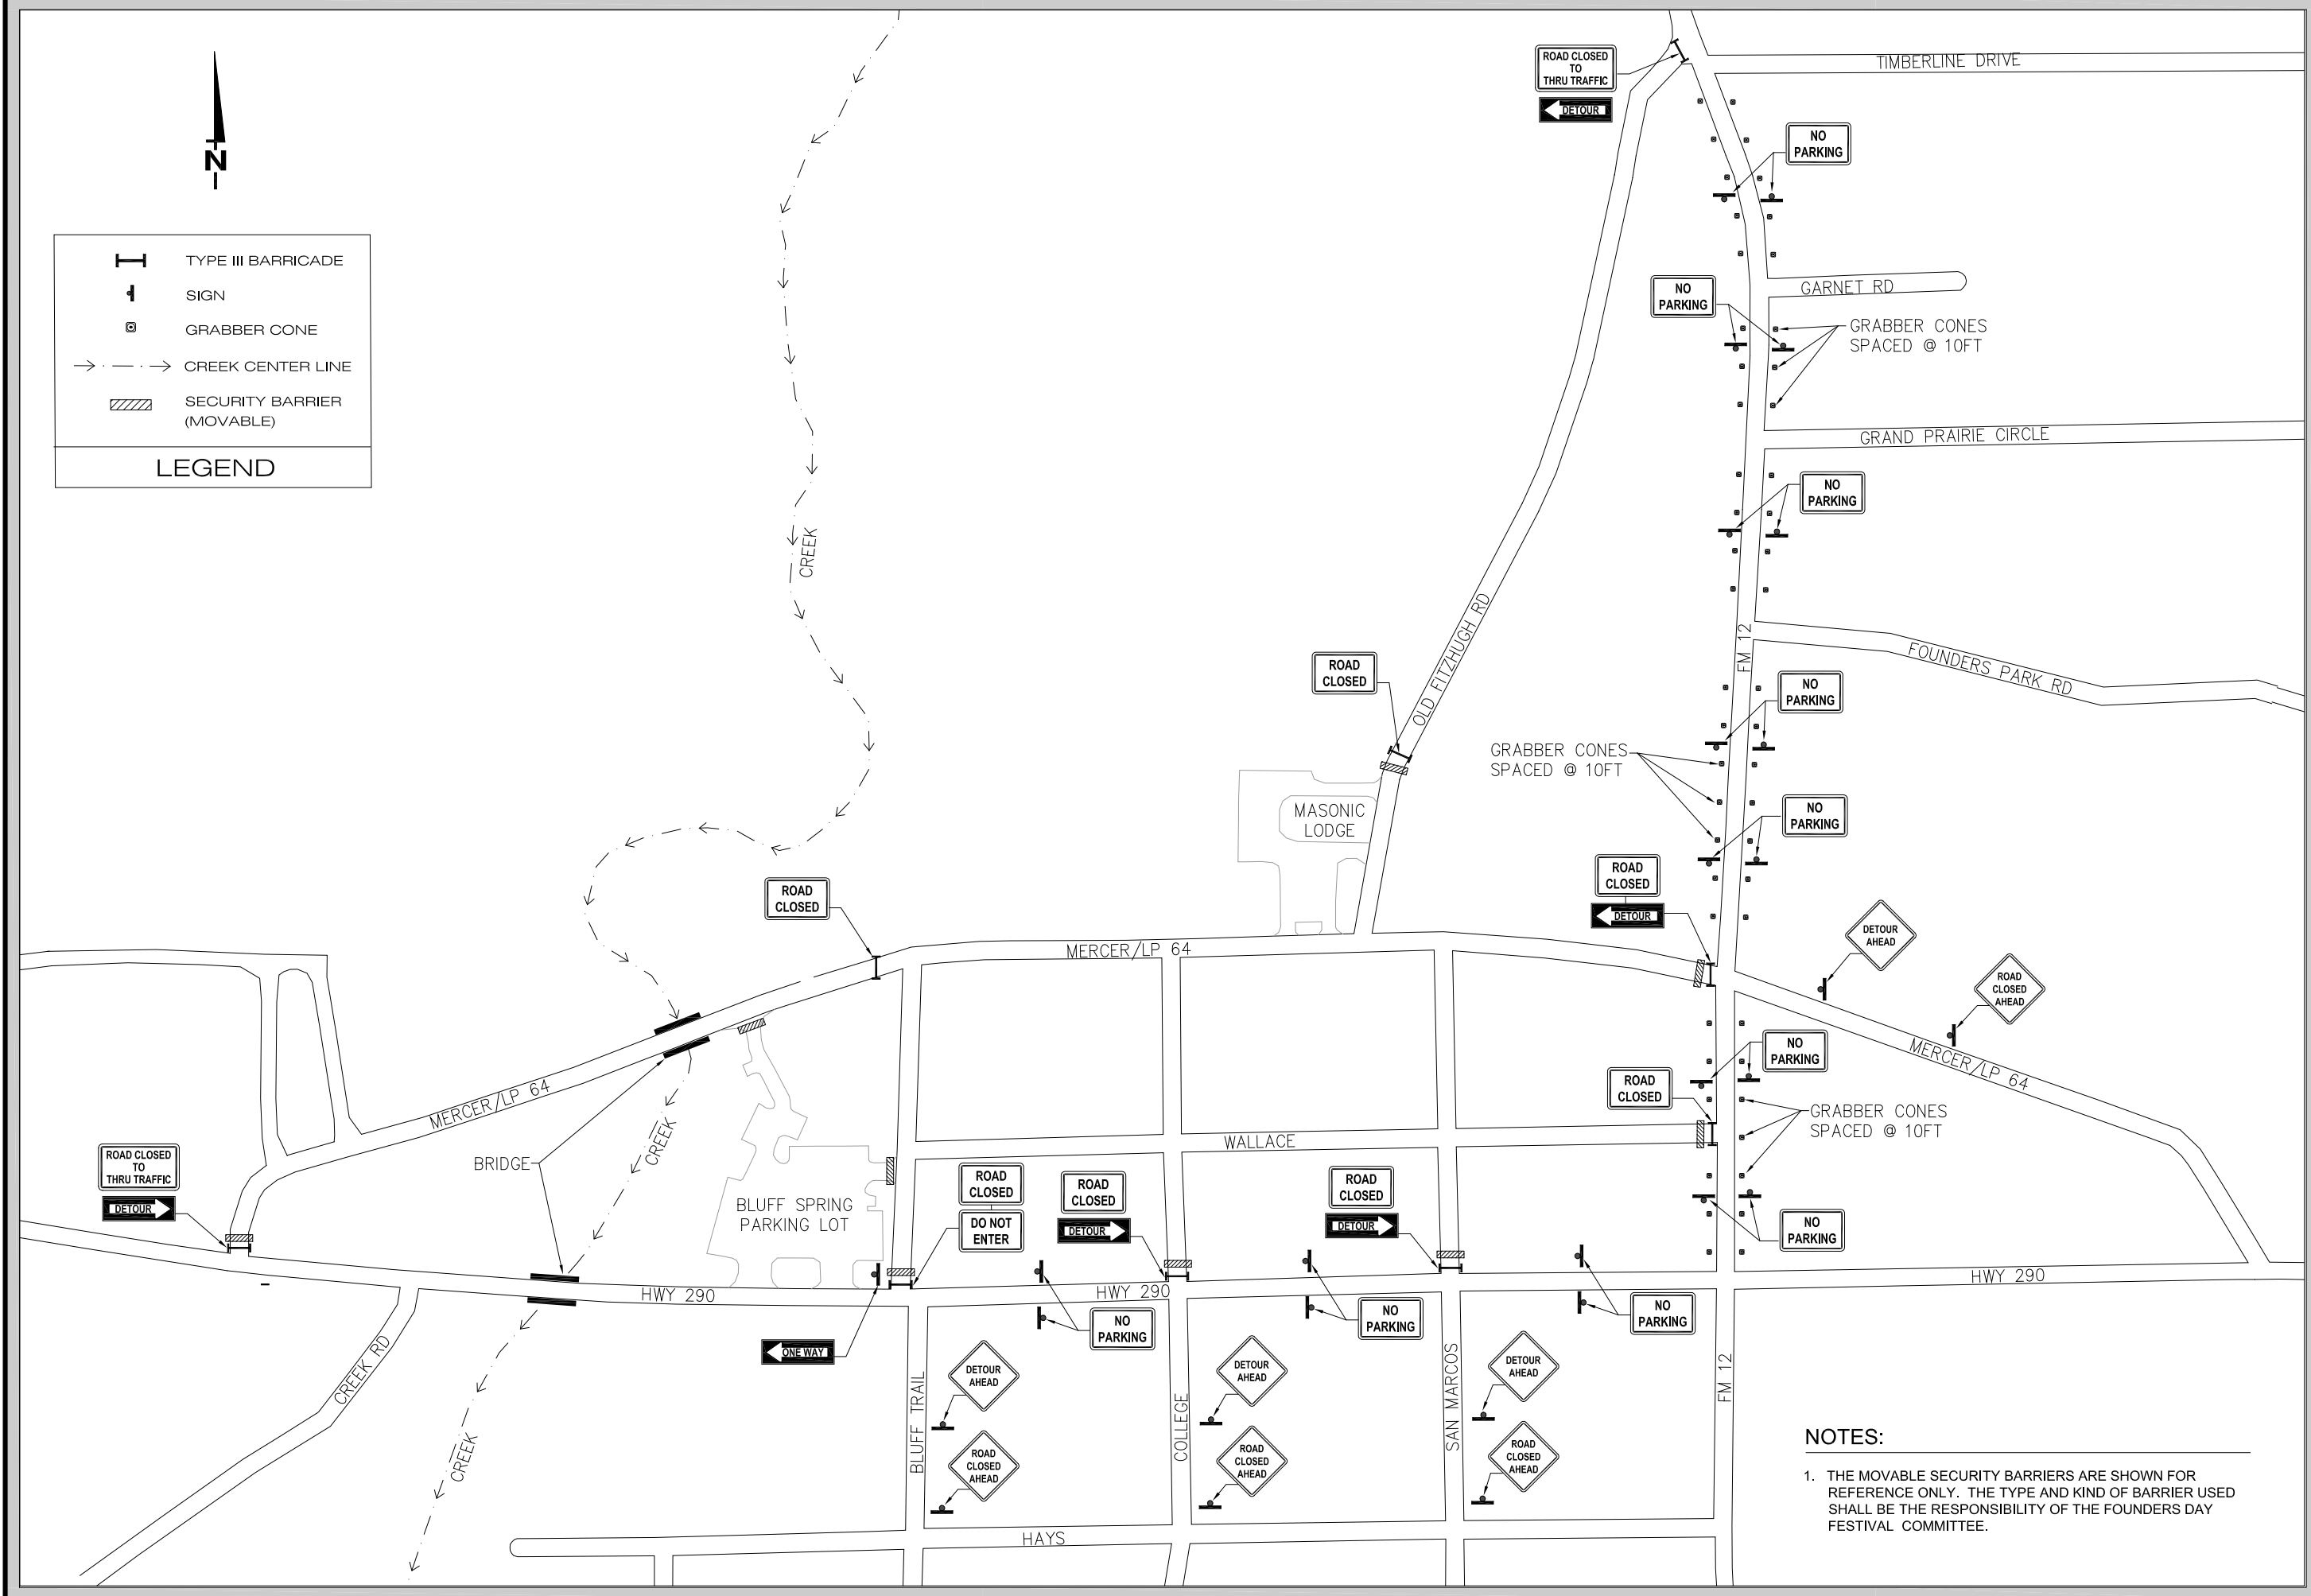 N
TYPE III BARRICADE
SIGN
GRABBER CONE
CREEK CENTER LINE
SECURITY BARRIER
(MOVABLE)
LEGEND
ROAD CLOSED
TO
THRU TRAFFIC
DETOUR
TIMBERLINE DRIVE
NO
PARKING
NO
PARKING
GARNET RD
GRABBER CONES
SPACED @ 10FT
GRAND PRAIRIE CIRCLE
NO
PARKING
CREEK
OLD FITZHUGH RD
FM 12
FOUNDERS PARK RD
ROAD
CLOSED
NO
PARKING
GRABBER CONES
SPACED @ 10FT
MASONIC
LODGE
NO
PARKING
ROAD
CLOSED
ROAD
CLOSED
DETOUR
DETOUR
AHEAD
ROAD
CLOSED
AHEAD
MERCER/LP 64
MERCER/LP 64
NO
PARKING
ROAD
CLOSED
MERCER/LP 64
GRABBER CONES
SPACED @ 10FT
WALLACE
CREEK
BRIDGE
ROAD CLOSED
TO
THRU TRAFFIC
DETOUR
BLUFF SPRING
PARKING LOT
ROAD
CLOSED
DO NOT
ENTER
ROAD
CLOSED
DETOUR
ROAD
CLOSED
DETOUR
NO
PARKING
HWY 290
HWY 290
HWY 290
NO
PARKING
NO
PARKING
NO
PARKING
ONE WAY
CREEK RD
CREEK
BLUFF TRAIL
DETOUR
AHEAD
ROAD
CLOSED
AHEAD
COLLEGE
DETOUR
AHEAD
ROAD
CLOSED
AHEAD
SAN MARCOS
DETOUR
AHEAD
ROAD
CLOSED
AHEAD
FM 12
HAYS
NOTES:
1. THE MOVABLE SECURITY BARRIERS ARE SHOWN FOR
REFERENCE ONLY. THE TYPE AND KIND OF BARRIER USED
SHALL BE THE RESPONSIBILITY OF THE FOUNDERS DAY
FESTIVAL COMMITTEE.